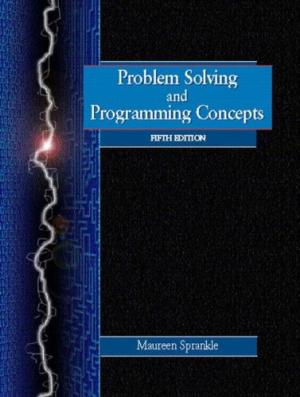 Problem Solving
and
Programming Concepts
FIFTH EDITION
Maureen Sprankle